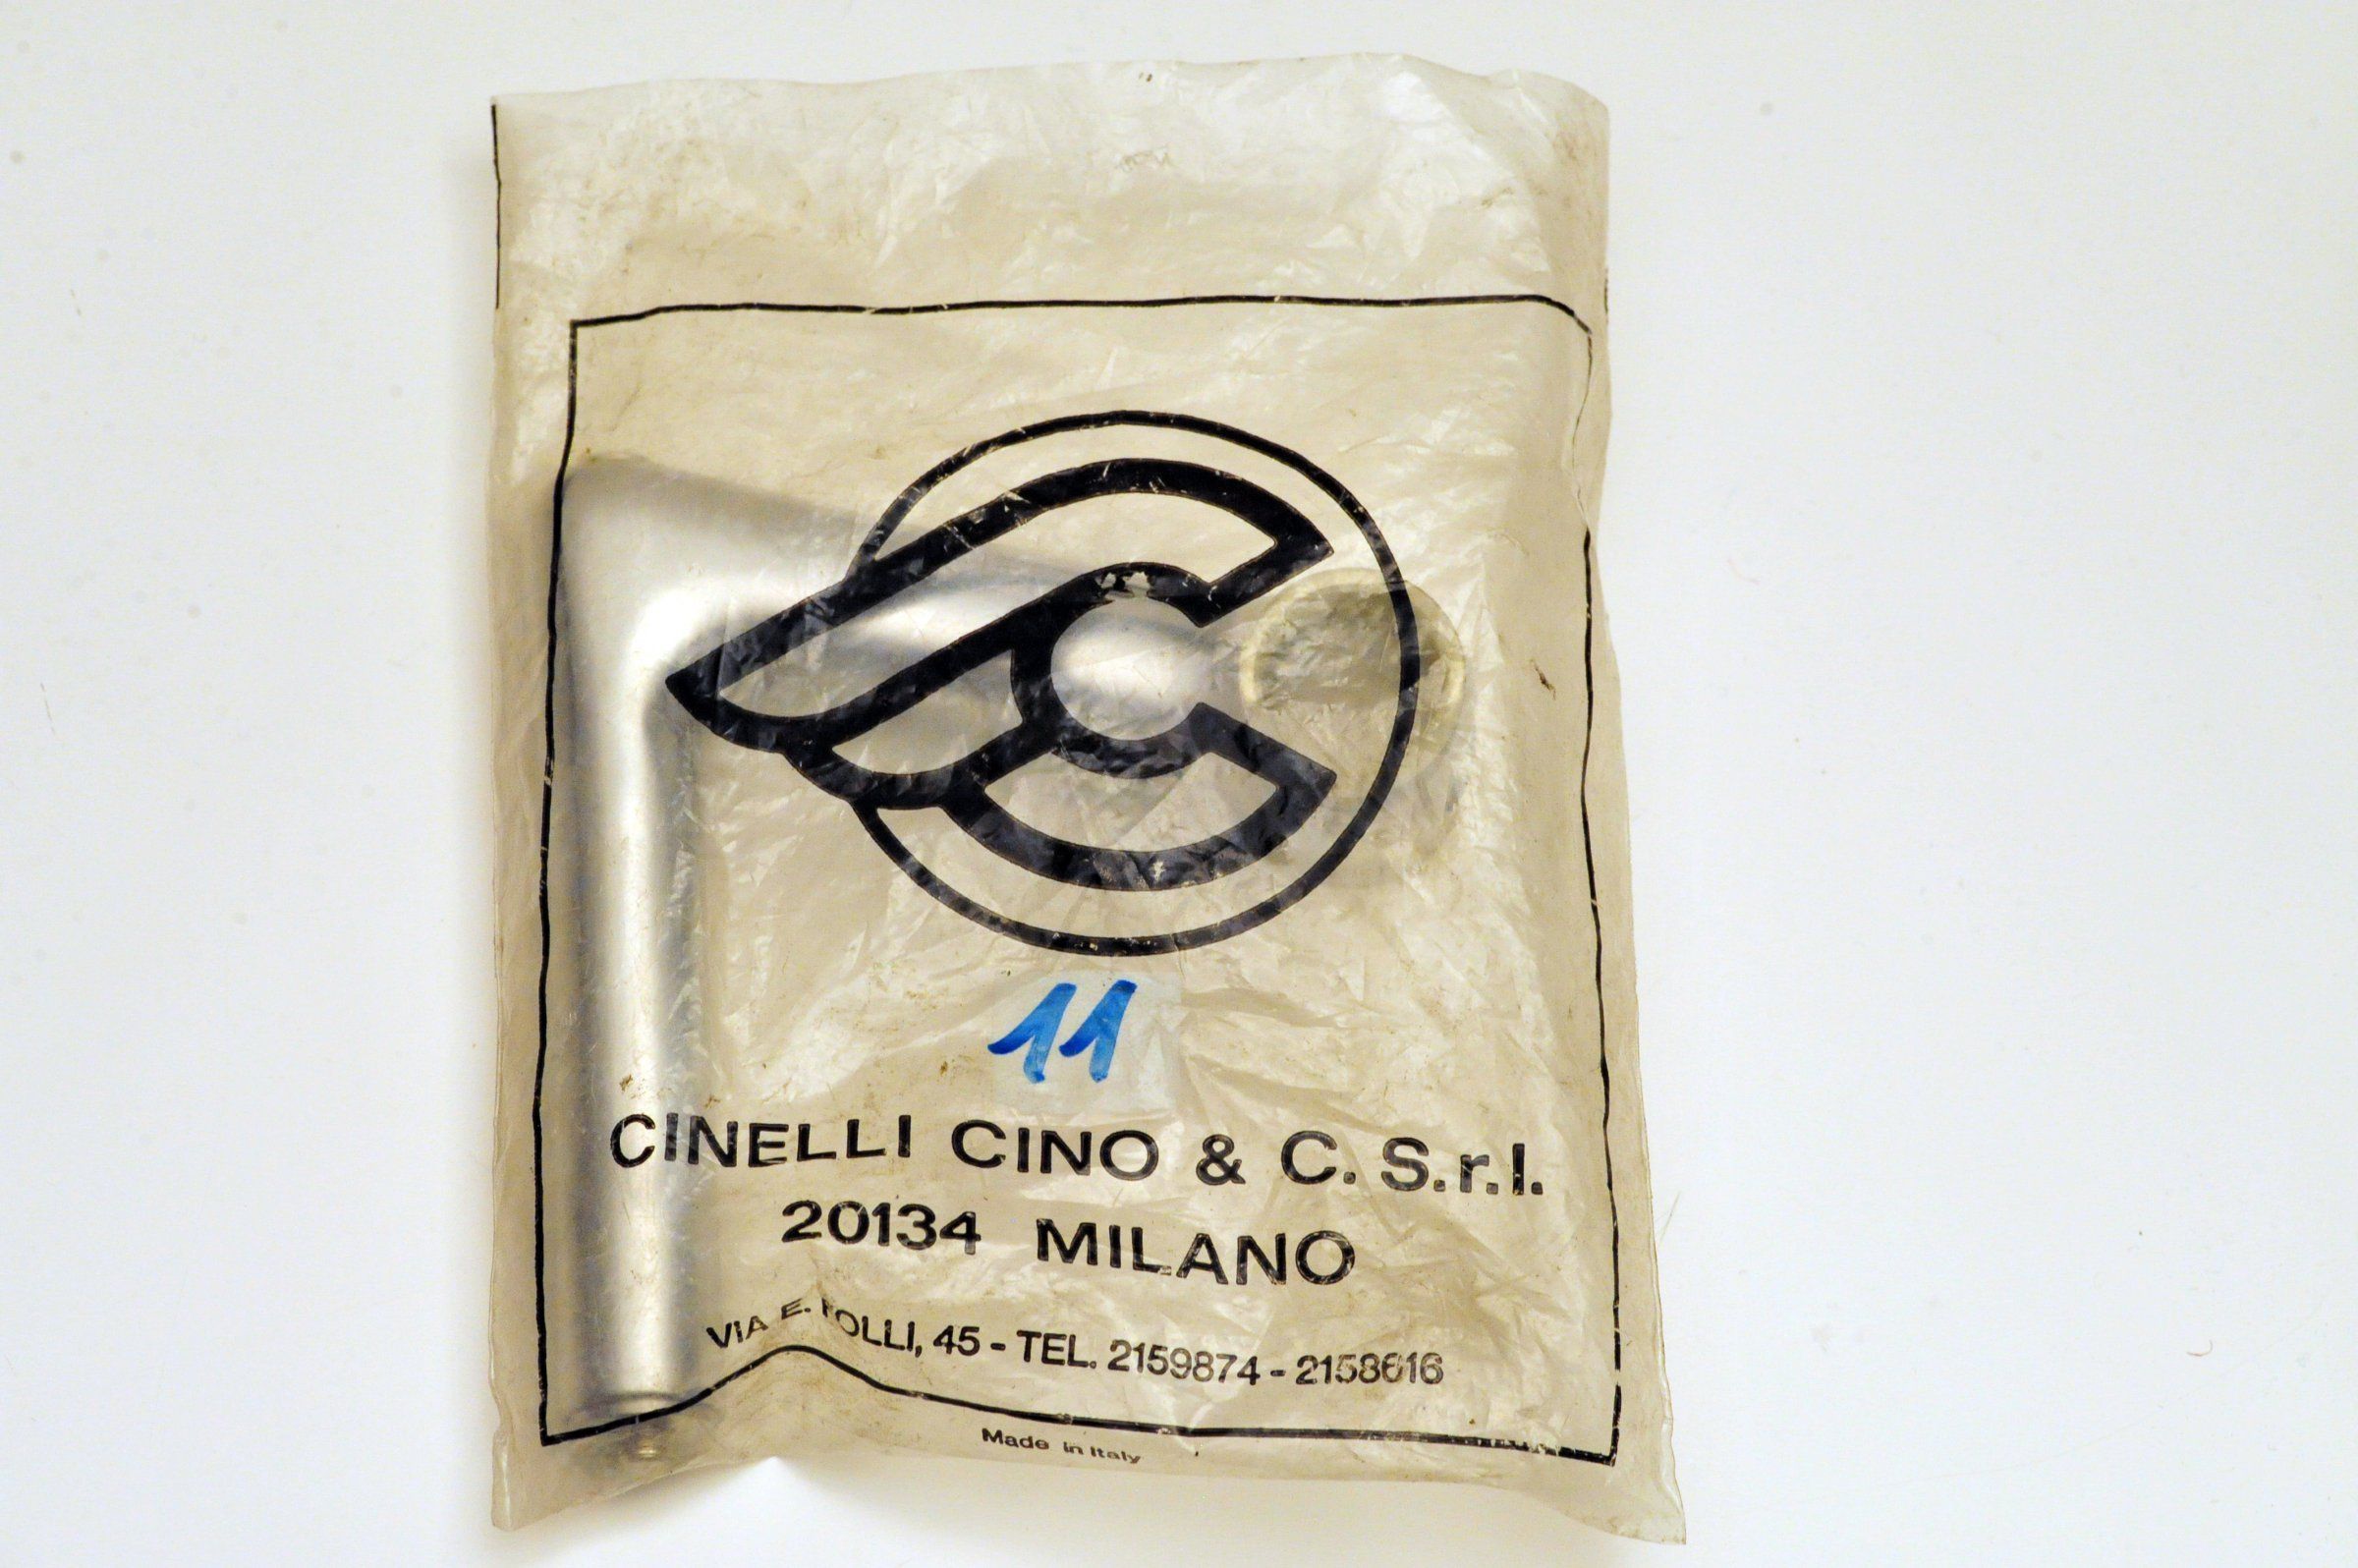 11
CINELLI CINO & C. S.r.l.
20134 MILANO
VIA E. FOLLI, 45 - TEL. 2159874 - 2158616
Made in Italy